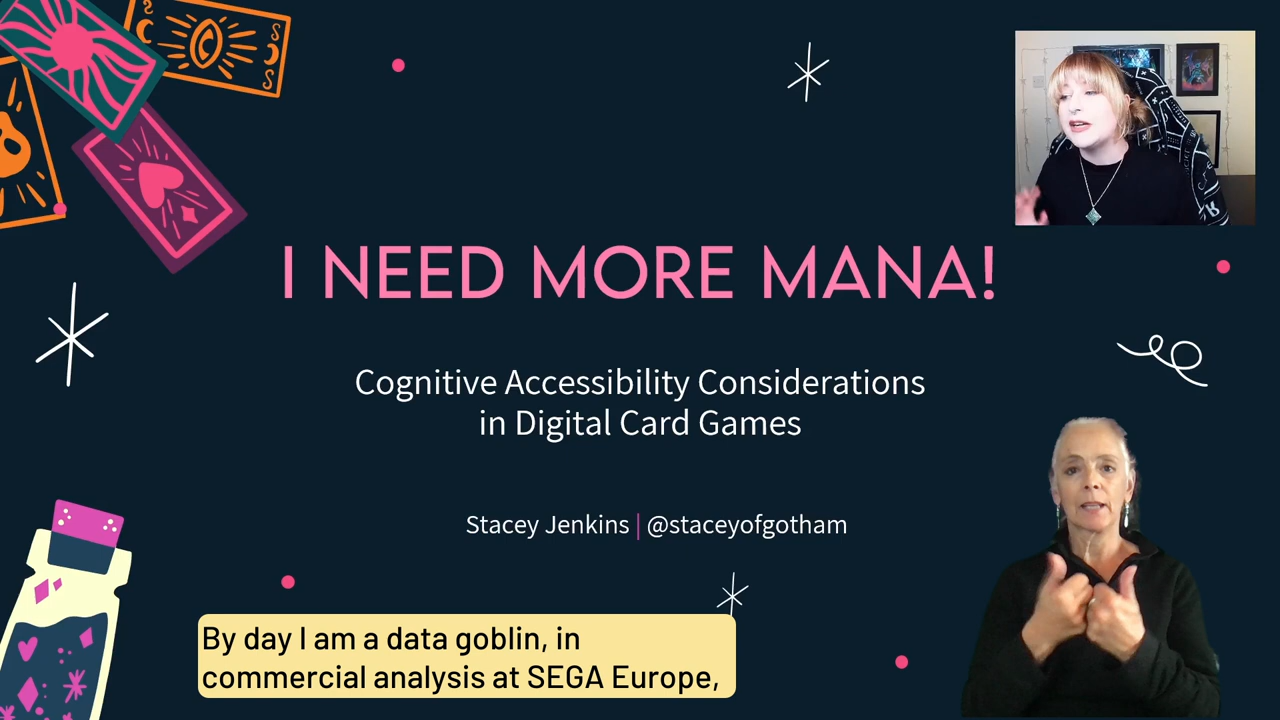 I NEED MORE MANA!
Cognitive Accessibility Considerations
in Digital Card Games
Stacey Jenkins | @staceyofgotham
By day I am a data goblin, in
commercial analysis at SEGA Europe,